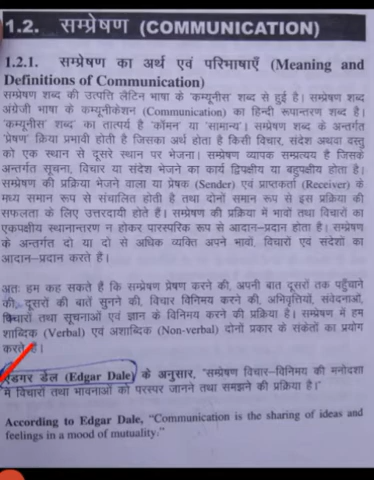 1.2. सम्प्रेषण (COMMUNICATION)
1.2.1. सम्प्रेषण का अर्थ एवं परिभाषाएँ (Meaning and
Definitions of Communication)
सम्प्रेषण शब्द की उत्पत्ति लैटिन भाषा के 'कम्यूनीस' शब्द से हुई है। सम्प्रेषण शब्द
अंग्रेजी भाषा के कम्यूनीकेशन (Communication) का हिन्दी रूपान्तरण शब्द है।
'कम्यूनिस' शब्द' का तात्पर्य है 'कॉमन' या 'सामान्य'। सम्प्रेषण शब्द के अन्तर्गत
'प्रेषण' क्रिया प्रभावी होती है जिसका अर्थ होता है किसी विचार, संदेश अथवा वस्तु
को एक स्थान से दूसरे स्थान पर भेजना। सम्प्रेषण व्यापक सम्प्रत्यय है जिसके
अन्तर्गत सूचना, विचार या संदेश भेजने का कार्य द्विपक्षीय या बहुपक्षीय होता है।
सम्प्रेषण की प्रक्रिया भेजने वाला या प्रेषक (Sender) एवं प्राप्तकर्ता (Receiver) के
मध्य समान रूप से संचालित होती है तथा दोनों समान रूप से इस प्रक्रिया की
सफलता के लिए उत्तरदायी होते हैं। सम्प्रेषण की प्रक्रिया में भावों तथा विचारों का
एकपक्षीय स्थानान्तरण न होकर पारस्परिक रूप से आदान–प्रदान होता है। सम्प्रेषण
के अन्तर्गत दो या दो से अधिक व्यक्ति अपने भावों, विचारों एवं संदेशों का
आदान–प्रदान करते है।
अतः हम कह सकते हैं कि सम्प्रेषण प्रेषण करने की, अपनी बात दूसरों तक पहुँचाने
की, दूसरों की बातें सुनने की, विचार विनिमय करने की, अभिवृत्तियों, संवेदनाओं,
विचारों तथा सूचनाओं एवं ज्ञान के विनिमय करने की प्रक्रिया है। सम्प्रेषण में हम
शाब्दिक (Verbal) एवं अशाब्दिक (Non-verbal) दोनों प्रकार के संकेतों का प्रयोग
करते हैं।
एडगर डेल (Edgar Dale) के अनुसार, "सम्प्रेषण विचार–विनिमय की मनोदशा
में विचारों तथा भावनाओं को परस्पर जानने तथा समझने की प्रक्रिया है।"
According to Edgar Dale, “Communication is the sharing of ideas and
feelings in a mood of mutuality.”